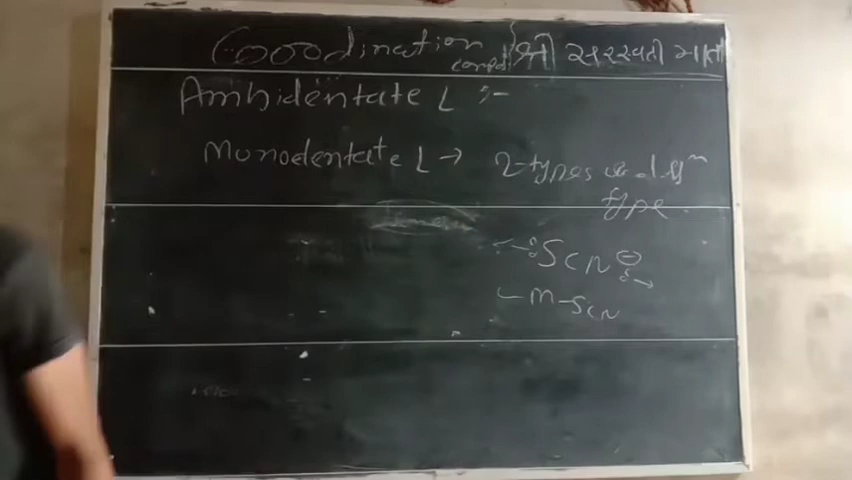 Coordination compd શ્રી સરસ્વતી માતા
Ambidentate L :-
Monodentate L → 2-types
type
:SCN⊖
M-SCN